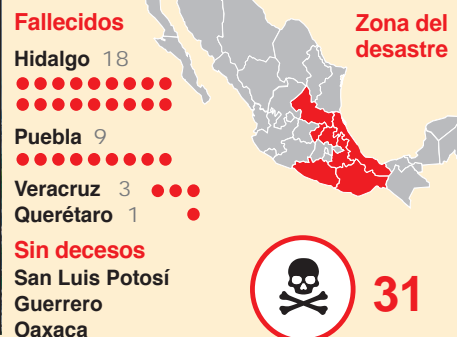 Fallecidos
Hidalgo 18
Puebla 9
Veracruz 3
Querétaro 1
Sin decesos
San Luis Potosí
Guerrero
Oaxaca
Zona del
desastre
31